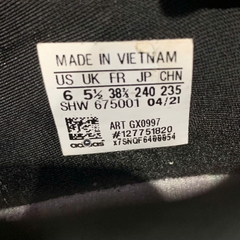 MADE IN VIETNAM
US UK FR JP CHN
6 5½ 38⅔ 240 235
SHW 675001 04/21
ART GX0997
#127751820
adidas